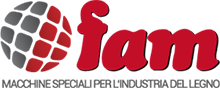 fam
MACCHINE SPECIALI PER L'INDUSTRIA DEL LEGNO